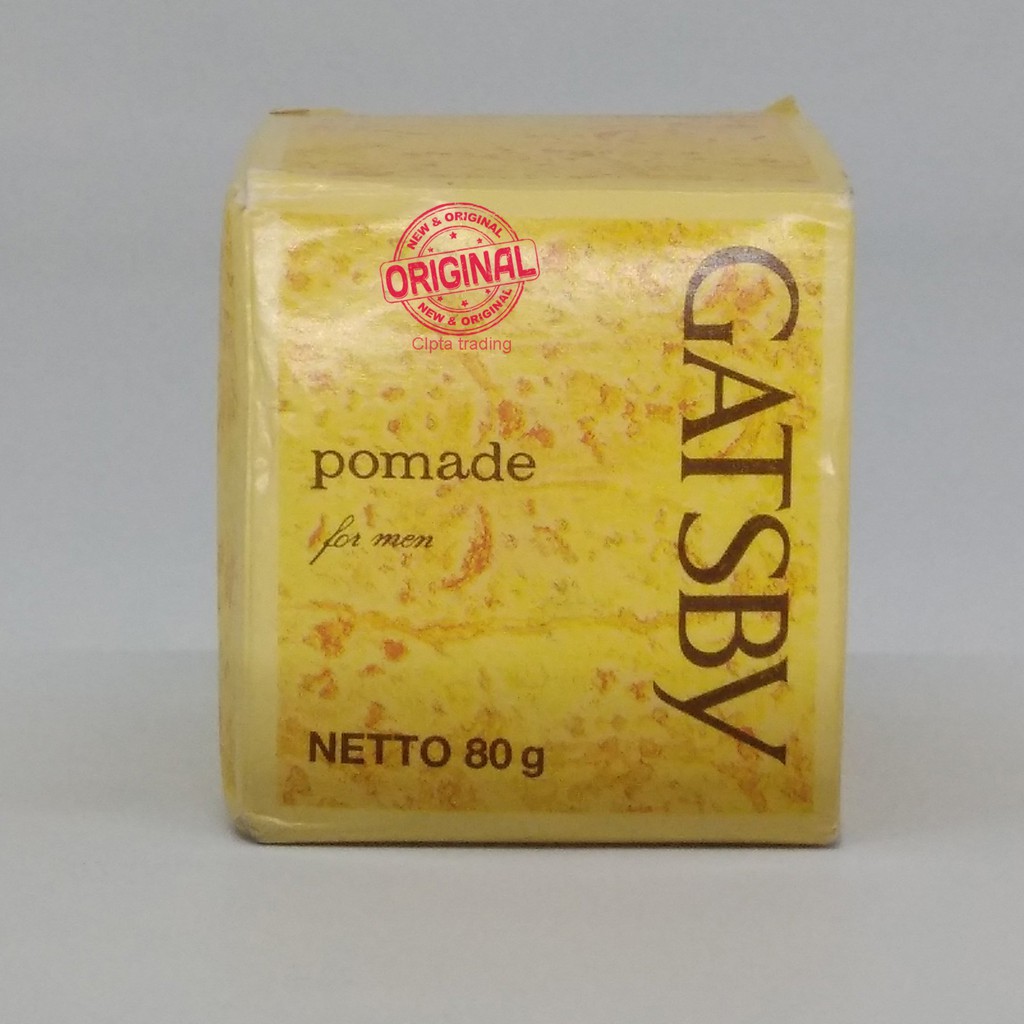 NEW & ORIGINAL
ORIGINAL
NEW & ORIGINAL
CIpta trading
GATSBY
pomade
for men
NETTO 80 g